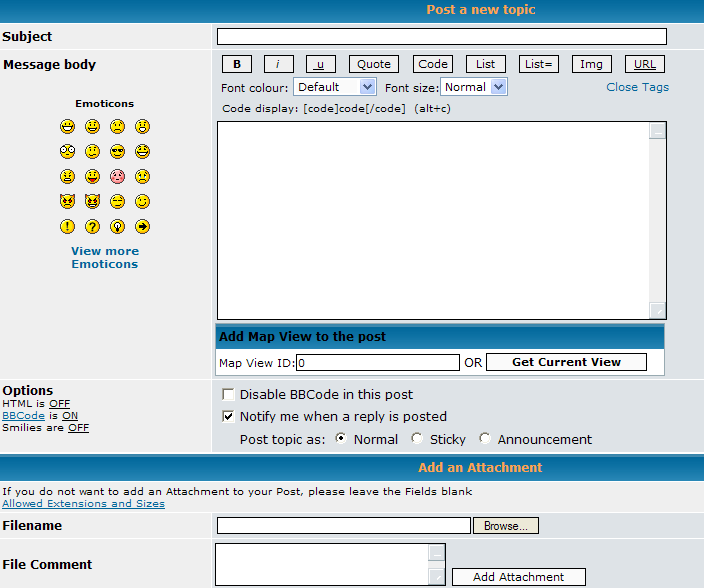 Post a new topic
Subject
Message body
B i u Quote Code List List= Img URL
Font colour: Default Font size: Normal Close Tags
Code display: [code]code[/code] (alt+c)
Emoticons
View more
Emoticons
Add Map View to the post
Map View ID: 0 OR Get Current View
Options
HTML is OFF
BBCode is ON
Smilies are OFF
Disable BBCode in this post
Notify me when a reply is posted
Post topic as: Normal Sticky Announcement
Add an Attachment
If you do not want to add an Attachment to your Post, please leave the Fields blank
Allowed Extensions and Sizes
Filename Browse...
File Comment
Add Attachment